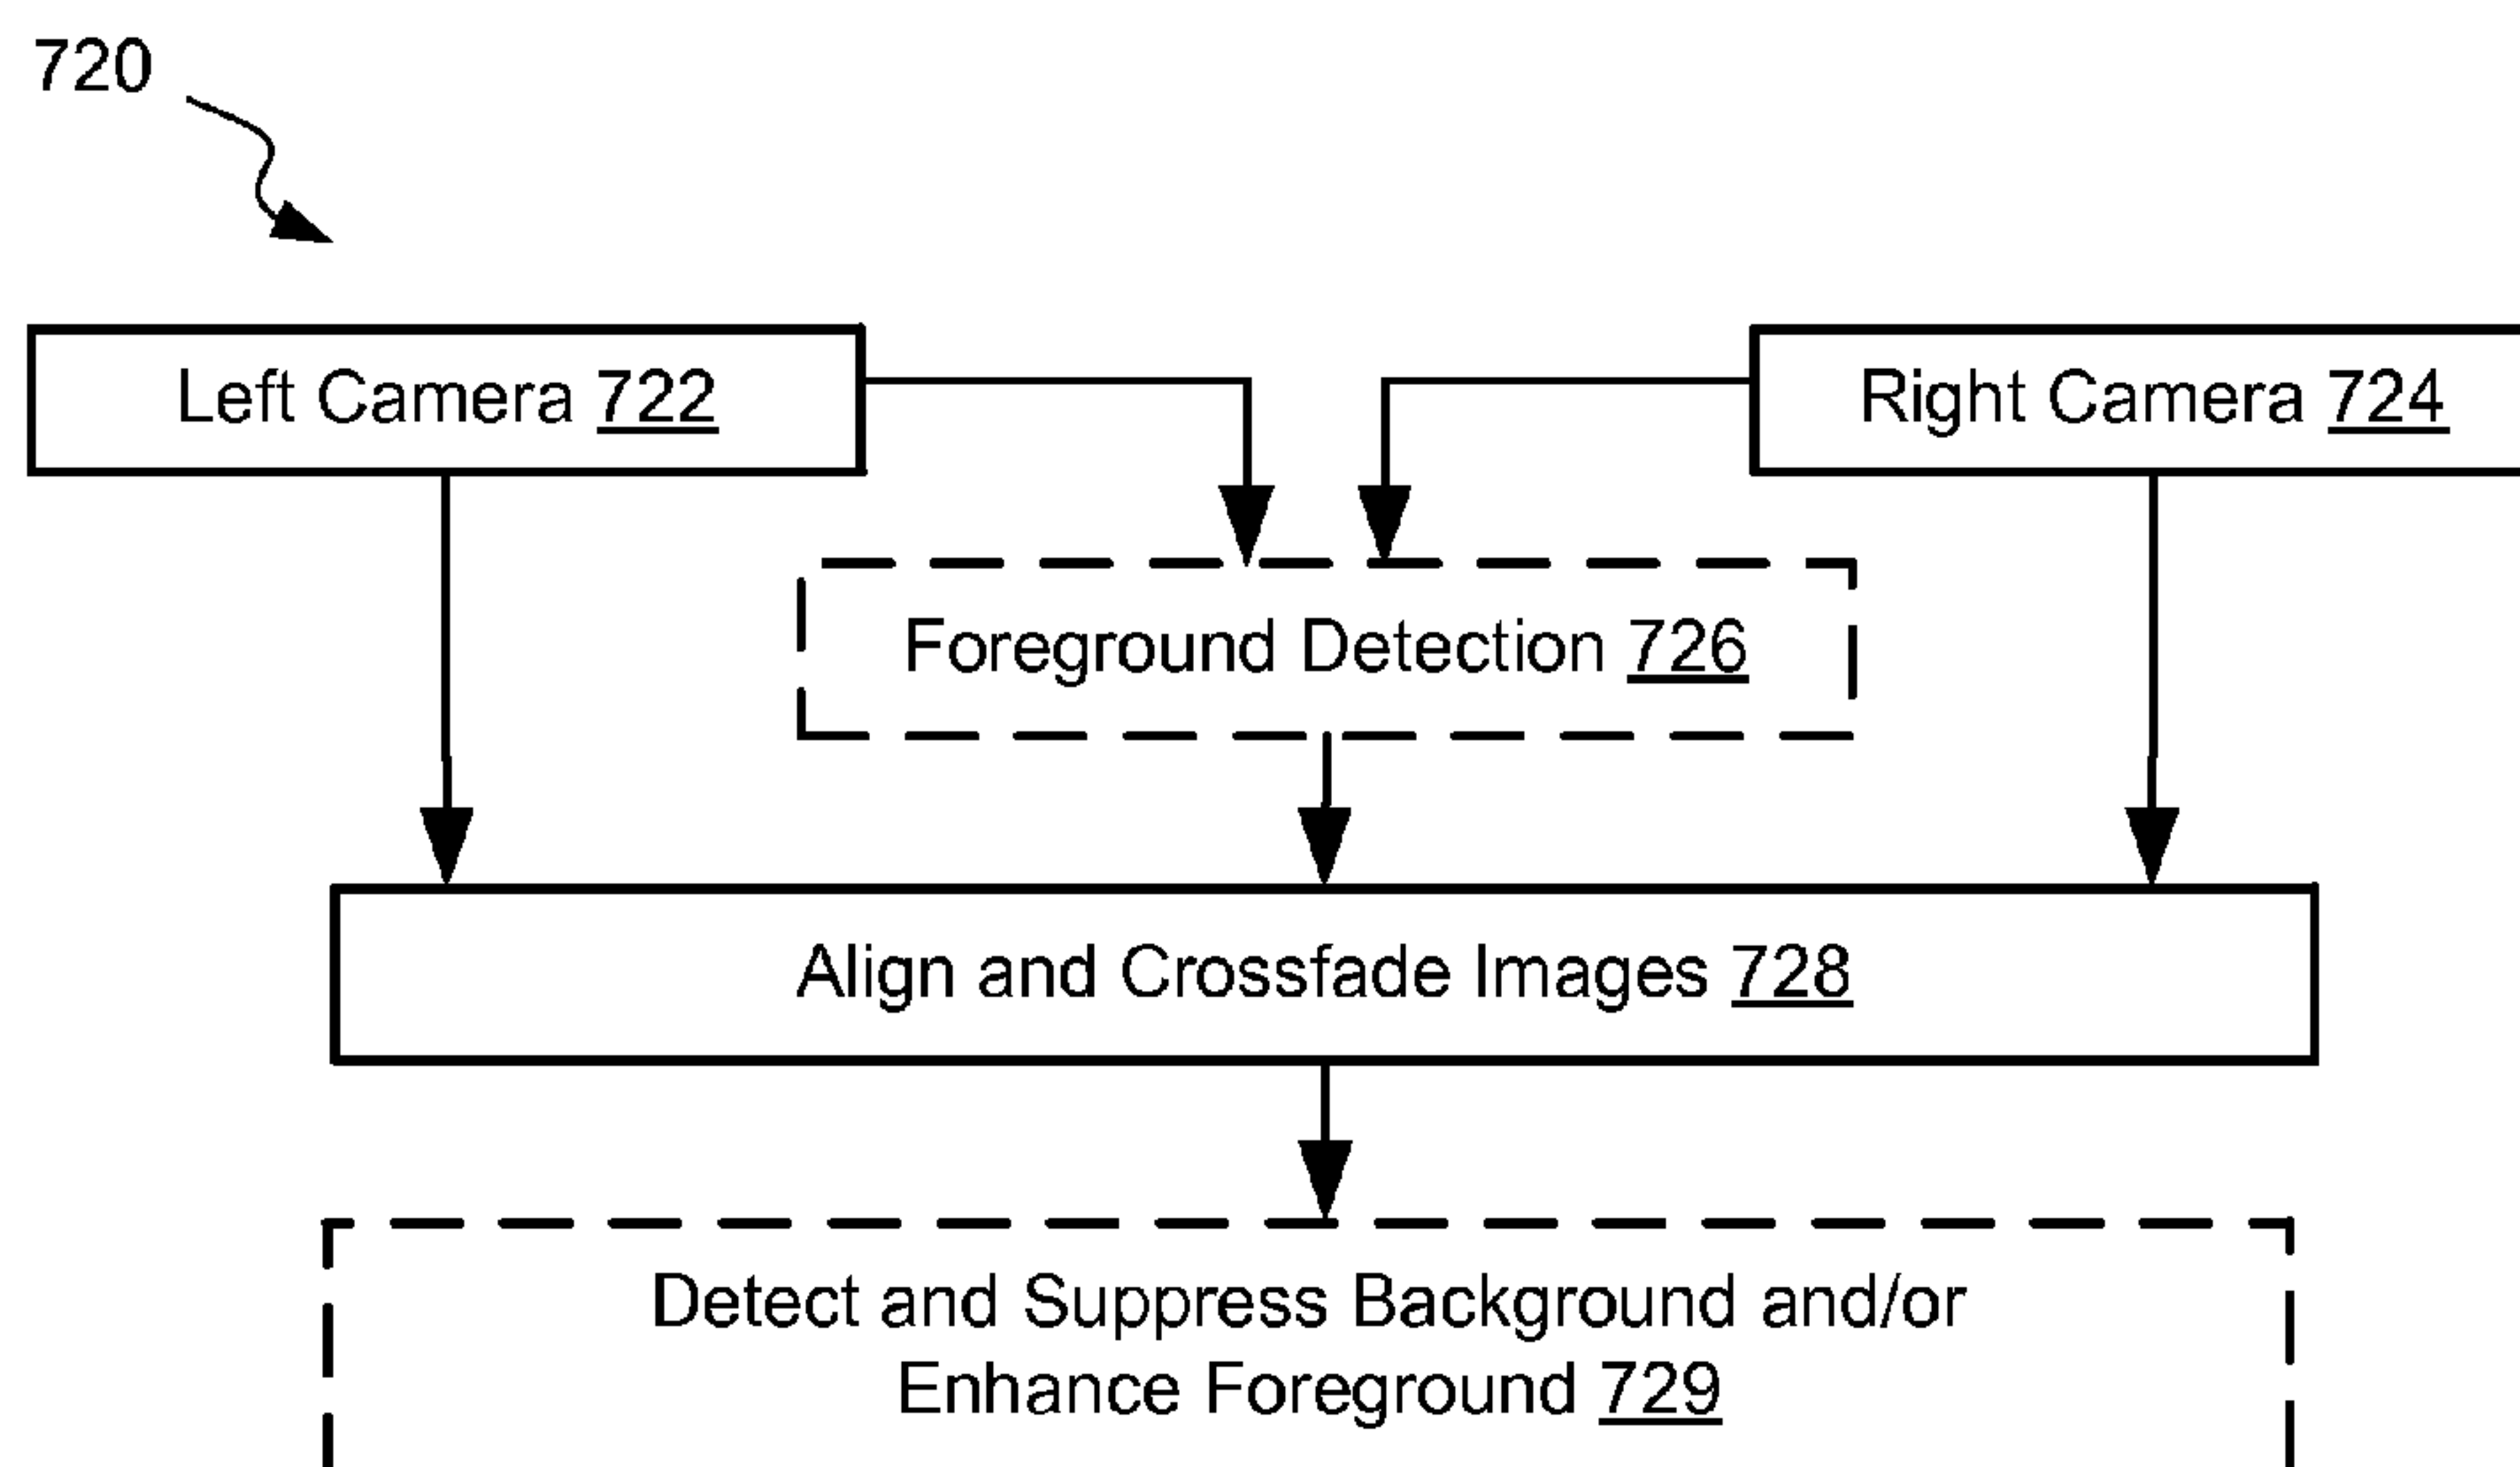 720
Left Camera 722
Right Camera 724
Foreground Detection 726
Align and Crossfade Images 728
Detect and Suppress Background and/or
Enhance Foreground 729